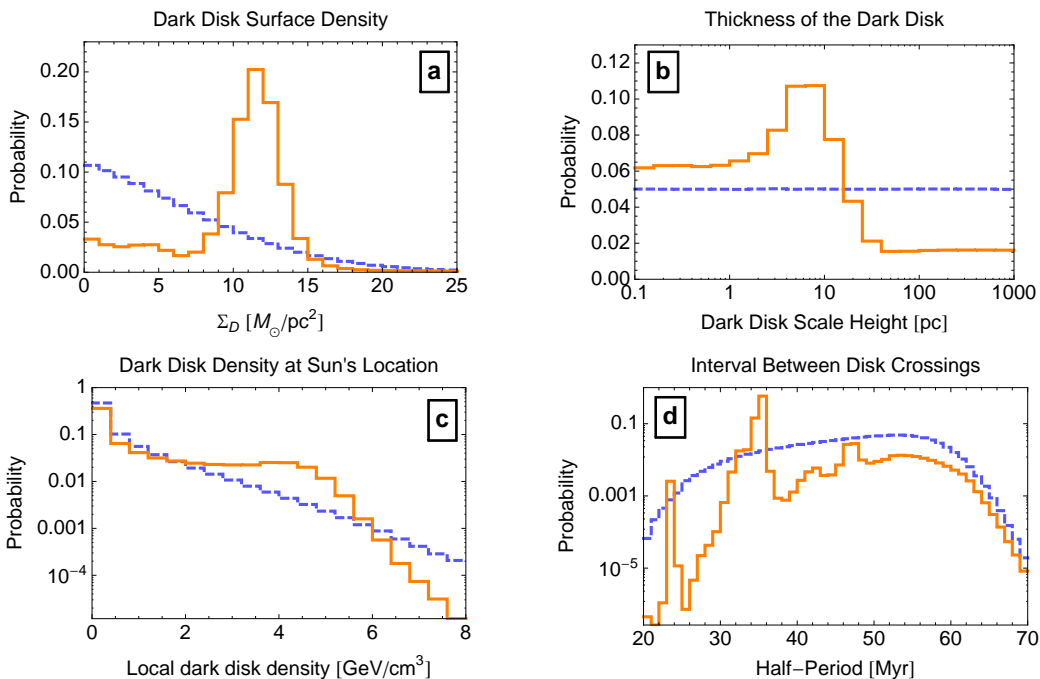 Dark Disk Surface Density
a
0.20
0.15
0.10
0.05
0.00
Probability
0 5 10 15 20 25
Σ_D [M_⊙/pc²]
Thickness of the Dark Disk
b
0.12
0.10
0.08
0.06
0.04
0.02
0.00
Probability
0.1 1 10 100 1000
Dark Disk Scale Height [pc]
Dark Disk Density at Sun's Location
c
1
0.1
0.01
0.001
10⁻⁴
Probability
0 2 4 6 8
Local dark disk density [GeV/cm³]
Interval Between Disk Crossings
d
0.1
0.001
10⁻⁵
Probability
20 30 40 50 60 70
Half−Period [Myr]